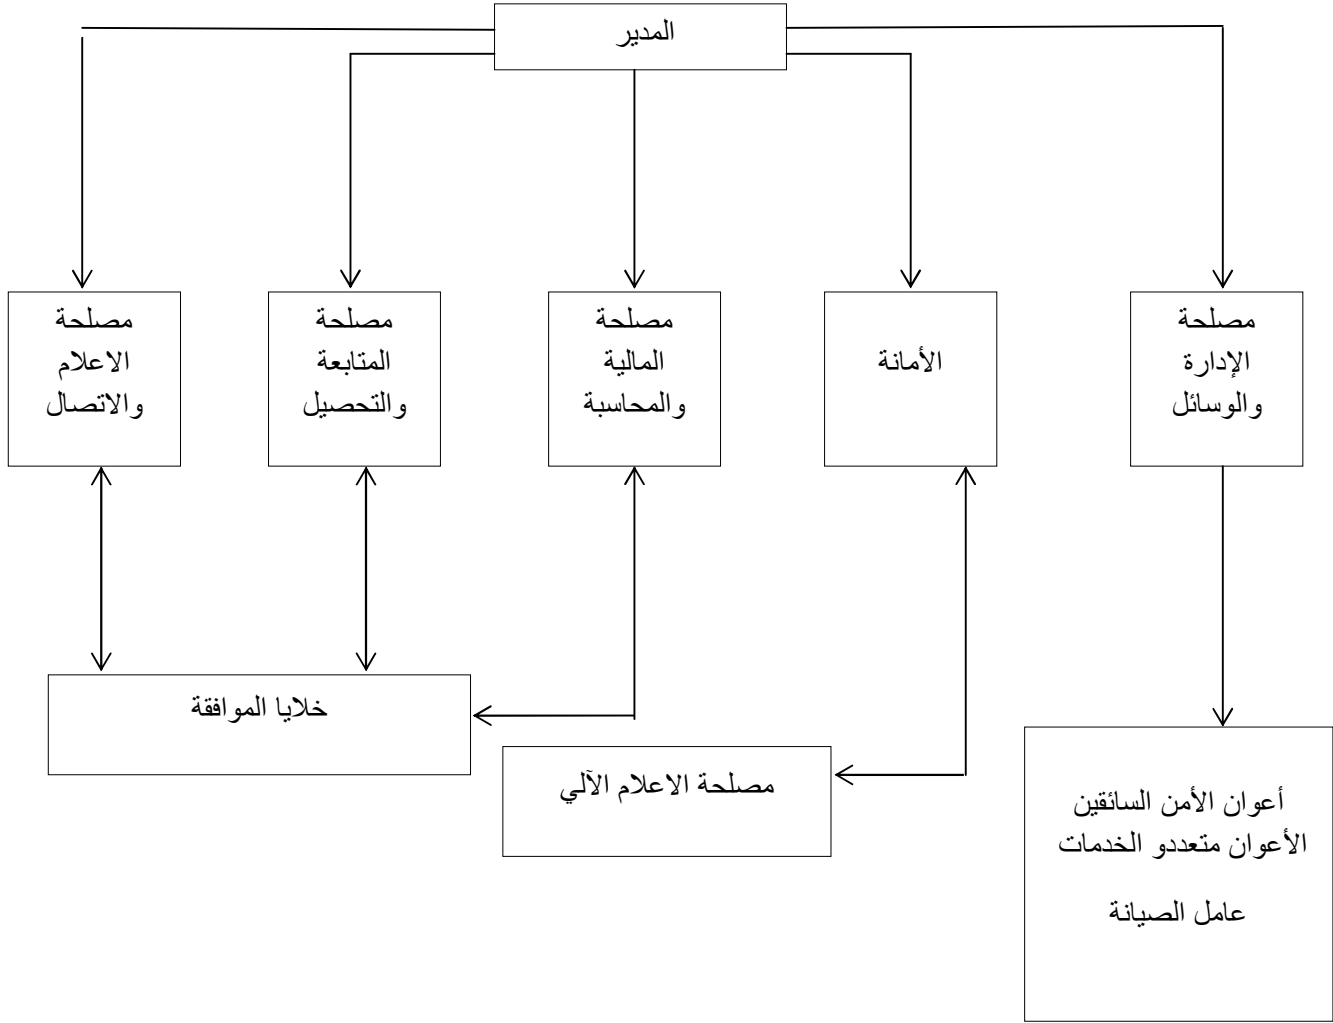 المدير
مصلحة
الإدارة
والوسائل
الأمانة
مصلحة
المالية
والمحاسبة
مصلحة
المتابعة
والتحصيل
مصلحة
الاعلام
والاتصال
خلايا الموافقة
مصلحة الاعلام الآلي
أعوان الأمن السائقين
الأعوان متعددو الخدمات
عامل الصيانة